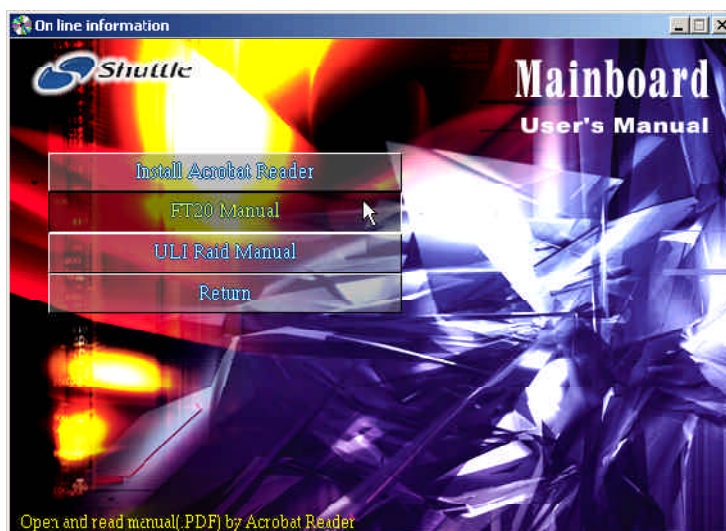 On line information
Shuttle
Mainboard
User's Manual
Install Acrobat Reader
FT20 Manual
ULI Raid Manual
Return
Open and read manual(.PDF) by Acrobat Reader